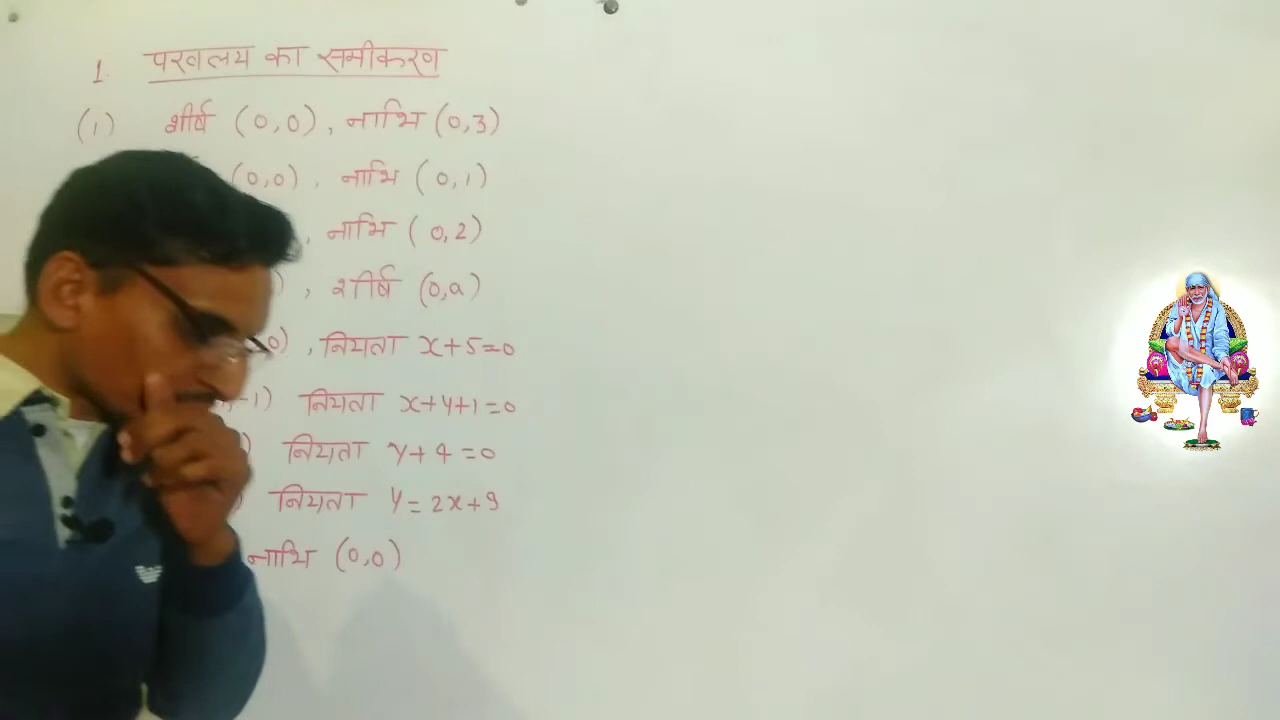 1. परवलय का समीकरण
(1) शीर्ष (0,0), नाभि (0,3)
(0,0), नाभि (0,1)
, नाभि (0,2)
), शीर्ष (0,a)
0), नियता x+5=0
-1) नियता x+y+1=0
) नियता y+4=0
) नियता y=2x+9
नाभि (0,0)